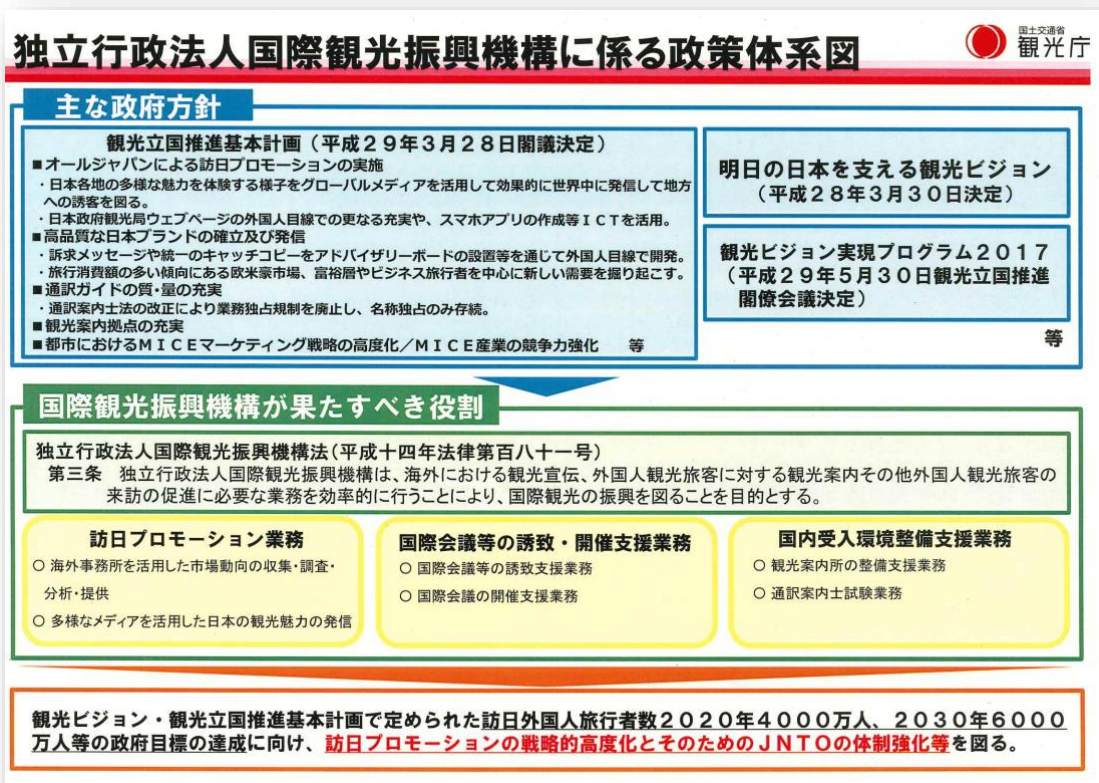 独立行政法人国際観光振興機構に係る政策体系図
国土交通省
観光庁
主な政府方針
観光立国推進基本計画（平成２９年３月２８日閣議決定）
■オールジャパンによる訪日プロモーションの実施
・日本各地の多様な魅力を体験する様子をグローバルメディアを活用して効果的に世界中に発信して地方
への誘客を図る。
・日本政府観光局ウェブページの外国人目線での更なる充実や、スマホアプリの作成等ＩＣＴを活用。
■高品質な日本ブランドの確立及び発信
・訴求メッセージや統一のキャッチコピーをアドバイザリーボードの設置等を通じて外国人目線で開発。
・旅行消費額の多い傾向にある欧米豪市場、富裕層やビジネス旅行者を中心に新しい需要を掘り起こす。
■通訳ガイドの質・量の充実
・通訳案内士法の改正により業務独占規制を廃止し、名称独占のみ存続。
■観光案内拠点の充実
■都市におけるＭＩＣＥマーケティング戦略の高度化／ＭＩＣＥ産業の競争力強化　等
明日の日本を支える観光ビジョン
（平成２８年３月３０日決定）
観光ビジョン実現プログラム２０１７
（平成２９年５月３０日観光立国推進
閣僚会議決定）
等
国際観光振興機構が果たすべき役割
独立行政法人国際観光振興機構法（平成十四年法律第百八十一号）
第三条　独立行政法人国際観光振興機構は、海外における観光宣伝、外国人観光旅客に対する観光案内その他外国人観光旅客の
来訪の促進に必要な業務を効率的に行うことにより、国際観光の振興を図ることを目的とする。
訪日プロモーション業務
○ 海外事務所を活用した市場動向の収集・調査・
分析・提供
○ 多様なメディアを活用した日本の観光魅力の発信
国際会議等の誘致・開催支援業務
○ 国際会議等の誘致支援業務
○ 国際会議の開催支援業務
国内受入環境整備支援業務
○ 観光案内所の整備支援業務
○ 通訳案内士試験業務
観光ビジョン・観光立国推進基本計画で定められた訪日外国人旅行者数２０２０年４０００万人、２０３０年６０００
万人等の政府目標の達成に向け、訪日プロモーションの戦略的高度化とそのためのＪＮＴＯの体制強化等を図る。